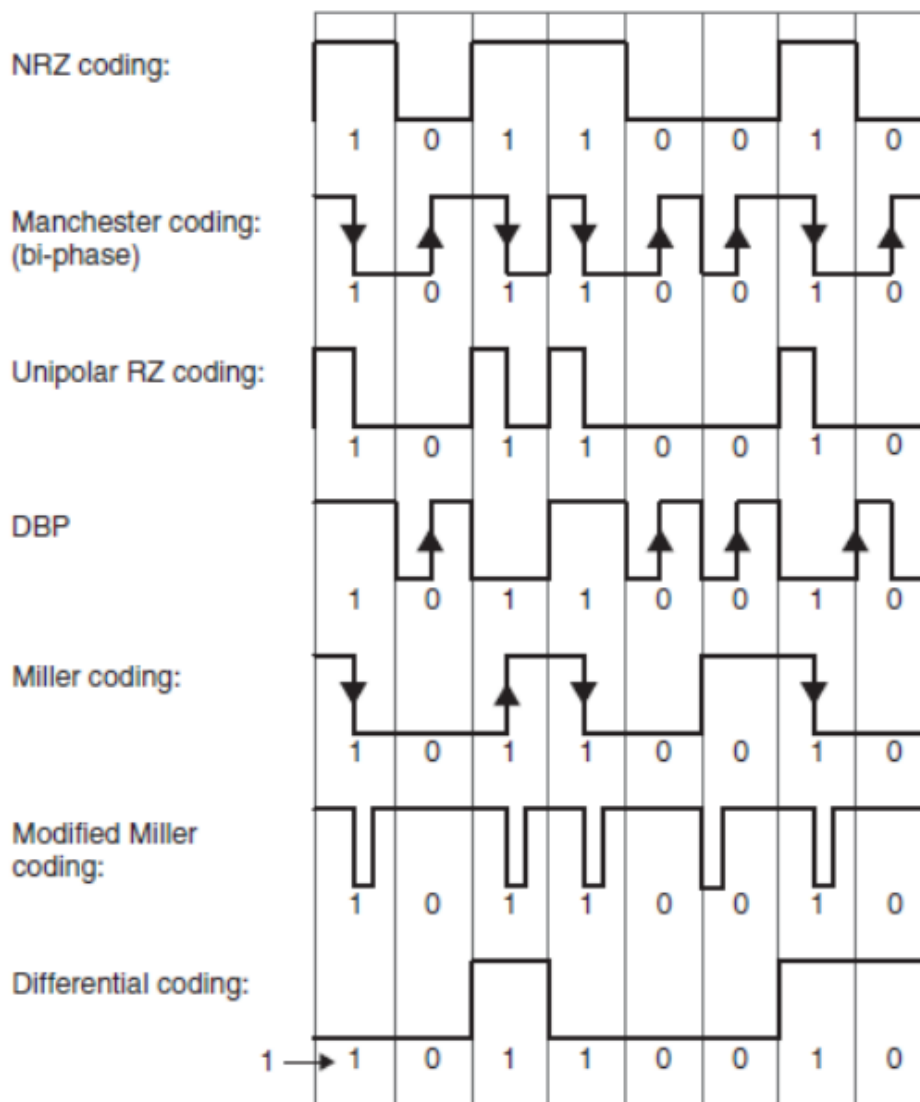 NRZ coding:
1 0 1 1 0 0 1 0
Manchester coding:
(bi-phase)
1 0 1 1 0 0 1 0
Unipolar RZ coding:
1 0 1 1 0 0 1 0
DBP
1 0 1 1 0 0 1 0
Miller coding:
1 0 1 1 0 0 1 0
Modified Miller
coding:
1 0 1 1 0 0 1 0
Differential coding:
1 1 0 1 1 0 0 1 0